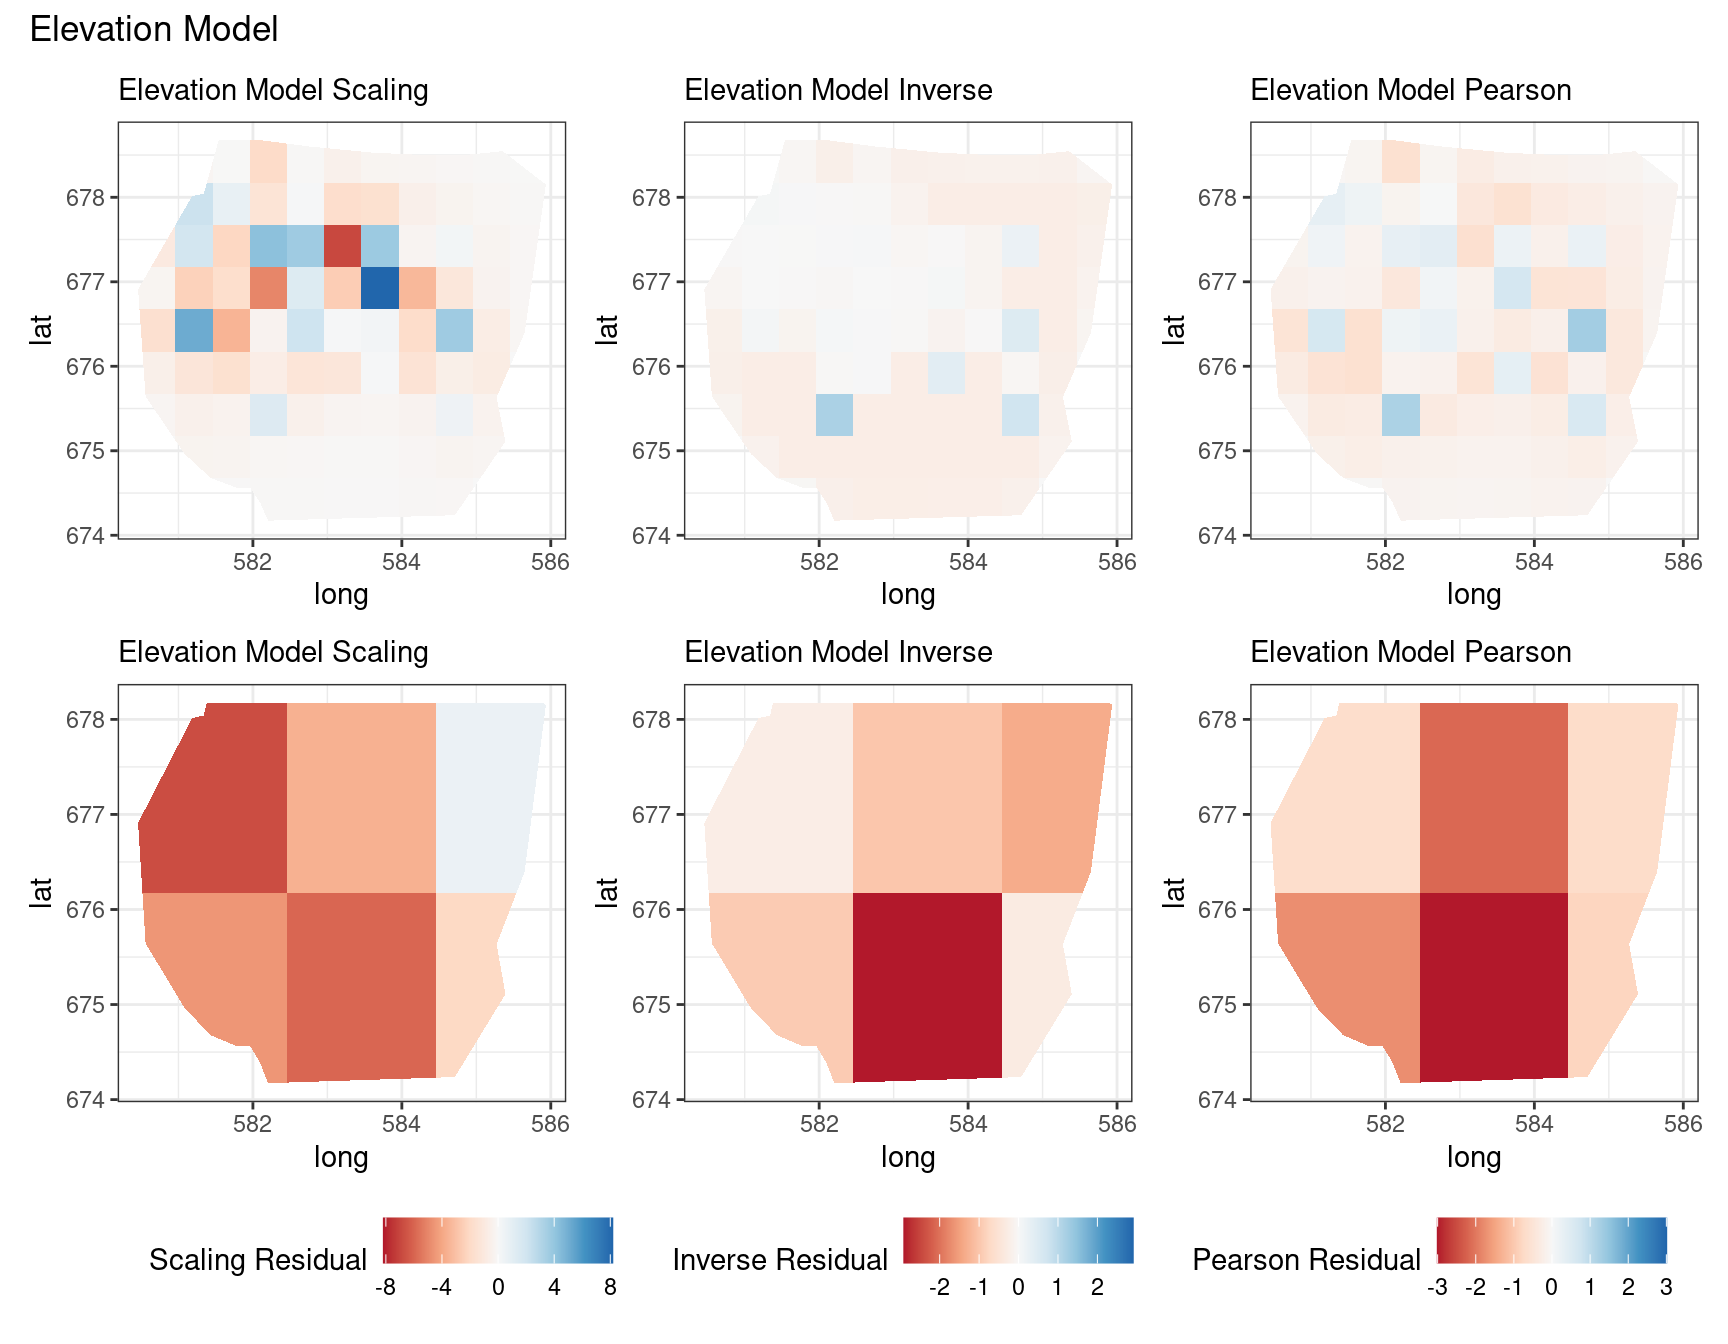 Elevation Model
Elevation Model Scaling
Elevation Model Inverse
Elevation Model Pearson
lat
678
677
676
675
674
582
584
586
long
lat
678
677
676
675
674
582
584
586
long
lat
678
677
676
675
674
582
584
586
long
Elevation Model Scaling
Elevation Model Inverse
Elevation Model Pearson
lat
678
677
676
675
674
582
584
586
long
lat
678
677
676
675
674
582
584
586
long
lat
678
677
676
675
674
582
584
586
long
Scaling Residual
-8 -4 0 4 8
Inverse Residual
-2 -1 0 1 2
Pearson Residual
-3 -2 -1 0 1 2 3